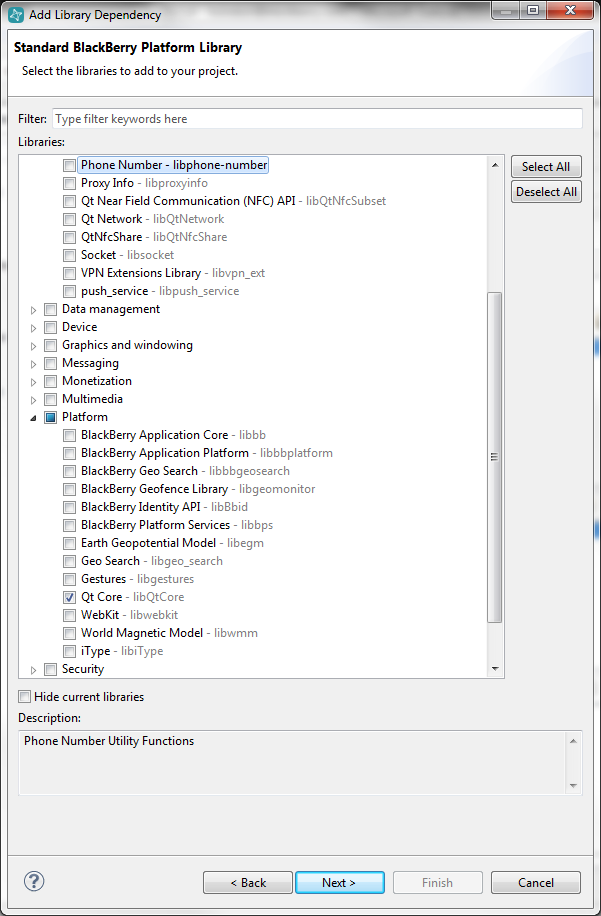 Add Library Dependency
Standard BlackBerry Platform Library
Select the libraries to add to your project.
Filter: Type filter keywords here
Libraries:
Phone Number - libphone-number
Proxy Info - libproxyinfo
Qt Near Field Communication (NFC) API - libQtNfcSubset
Qt Network - libQtNetwork
QtNfcShare - libQtNfcShare
Socket - libsocket
VPN Extensions Library - libvpn_ext
push_service - libpush_service
Data management
Device
Graphics and windowing
Messaging
Monetization
Multimedia
Platform
BlackBerry Application Core - libbb
BlackBerry Application Platform - libbbplatform
BlackBerry Geo Search - libbbgeosearch
BlackBerry Geofence Library - libgeomonitor
BlackBerry Identity API - libBbid
BlackBerry Platform Services - libbps
Earth Geopotential Model - libegm
Geo Search - libgeo_search
Gestures - libgestures
Qt Core - libQtCore
WebKit - libwebkit
World Magnetic Model - libwmm
iType - libiType
Security
Select All
Deselect All
Hide current libraries
Description:
Phone Number Utility Functions
?
< Back
Next >
Finish
Cancel